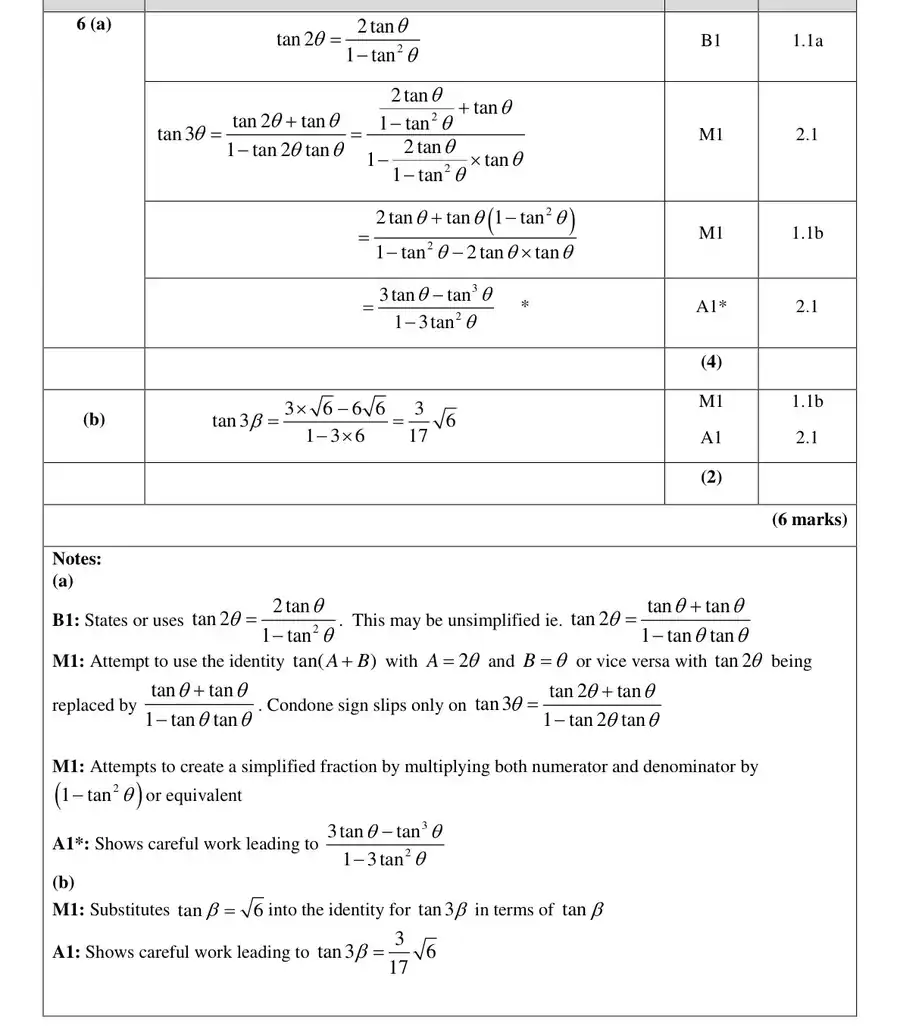 6 (a)
tan 2θ = 2 tan θ / (1 − tan² θ)
B1
1.1a
tan 3θ = (tan 2θ + tan θ) / (1 − tan 2θ tan θ) = (2 tan θ / (1 − tan² θ) + tan θ) / (1 − 2 tan θ / (1 − tan² θ) × tan θ)
M1
2.1
= (2 tan θ + tan θ (1 − tan² θ)) / (1 − tan² θ − 2 tan θ × tan θ)
M1
1.1b
= (3 tan θ − tan³ θ) / (1 − 3 tan² θ) *
A1*
2.1
(4)
(b)
tan 3β = (3 × √6 − 6√6) / (1 − 3 × 6) = 3/17 √6
M1
1.1b
A1
2.1
(2)
(6 marks)
Notes:
(a)
B1: States or uses tan 2θ = 2 tan θ / (1 − tan² θ). This may be unsimplified ie. tan 2θ = (tan θ + tan θ) / (1 − tan θ tan θ)
M1: Attempt to use the identity tan(A + B) with A = 2θ and B = θ or vice versa with tan 2θ being
replaced by (tan θ + tan θ) / (1 − tan θ tan θ). Condone sign slips only on tan 3θ = (tan 2θ + tan θ) / (1 − tan 2θ tan θ)
M1: Attempts to create a simplified fraction by multiplying both numerator and denominator by
(1 − tan² θ) or equivalent
A1*: Shows careful work leading to (3 tan θ − tan³ θ) / (1 − 3 tan² θ)
(b)
M1: Substitutes tan β = √6 into the identity for tan 3β in terms of tan β
A1: Shows careful work leading to tan 3β = 3/17 √6